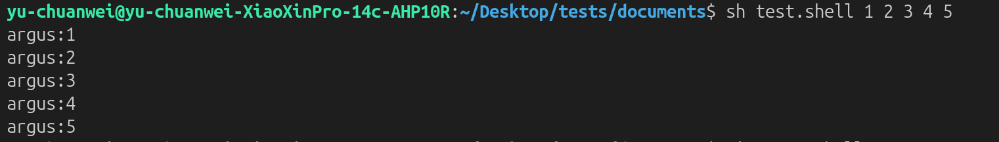 yu-chuanwei@yu-chuanwei-XiaoXinPro-14c-AHP10R:~/Desktop/tests/documents$ sh test.shell 1 2 3 4 5
argus:1
argus:2
argus:3
argus:4
argus:5